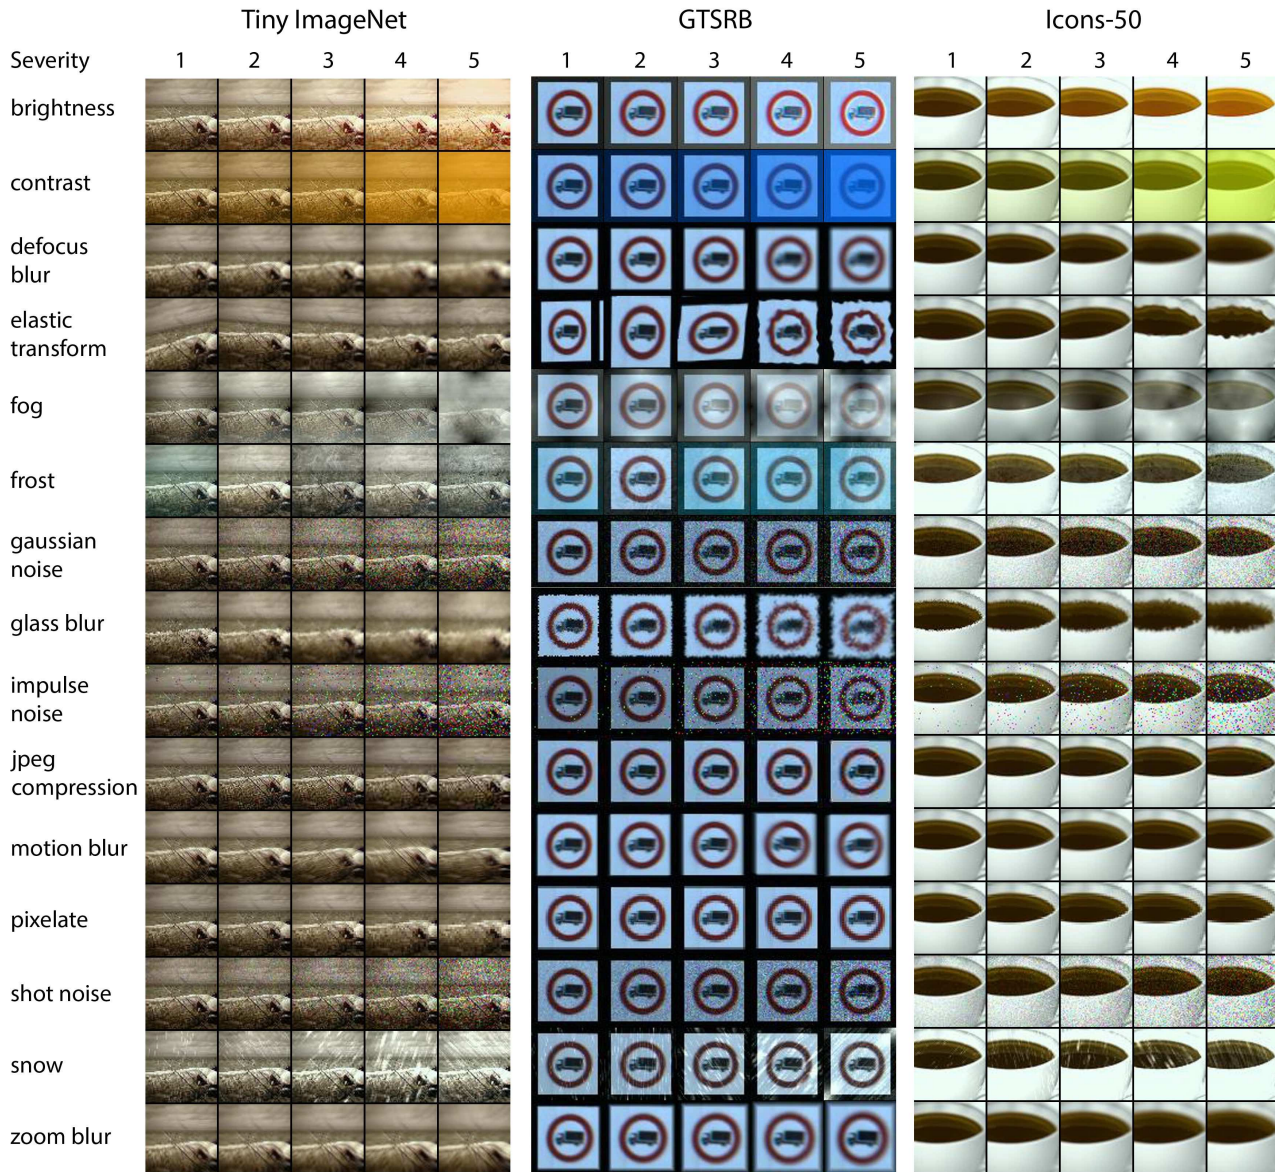 Tiny ImageNet GTSRB Icons-50
Severity 1 2 3 4 5 1 2 3 4 5 1 2 3 4 5
brightness
contrast
defocus
blur
elastic
transform
fog
frost
gaussian
noise
glass blur
impulse
noise
jpeg
compression
motion blur
pixelate
shot noise
snow
zoom blur